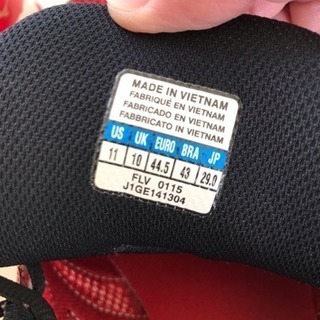 MADE IN VIETNAM
FABRIQUÉ EN VIETNAM
FABRICADO EN VIETNAM
FABBRICATO IN VIETNAM
US UK EURO BRA JP
11 10 44.5 43 29.0
FLV 0115
J1GE141304